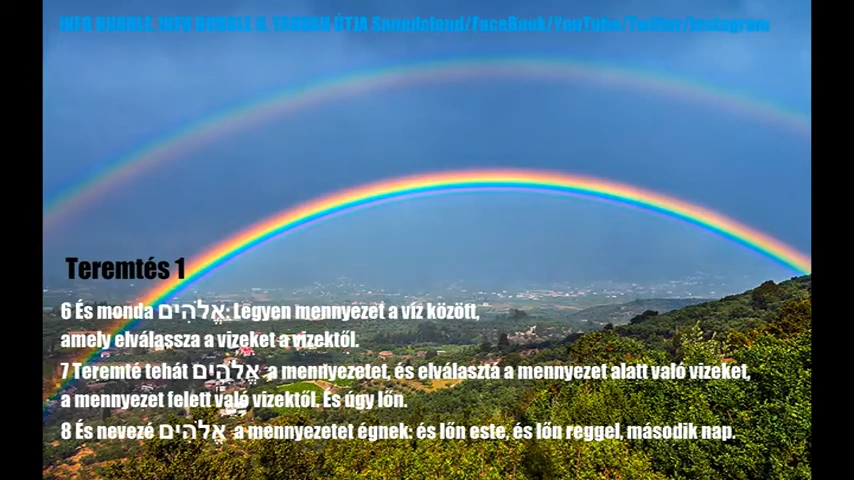 INFO BUBBLE, INFO BUBBLE II. TAUSAN ÚTJA Soundcloud/FaceBook/YouTube/Twitter/Instagram
Teremtés 1
6 És monda אֱלֹהִים: Legyen mennyezet a víz között,
amely elválassza a vizeket a vizektől.
7 Teremté tehát אֱלֹהִים a mennyezetet, és elválasztá a mennyezet alatt való vizeket,
a mennyezet felett való vizektől. És úgy lőn.
8 És nevezé אֱלֹהִים a mennyezetet égnek: és lőn este, és lőn reggel, második nap.